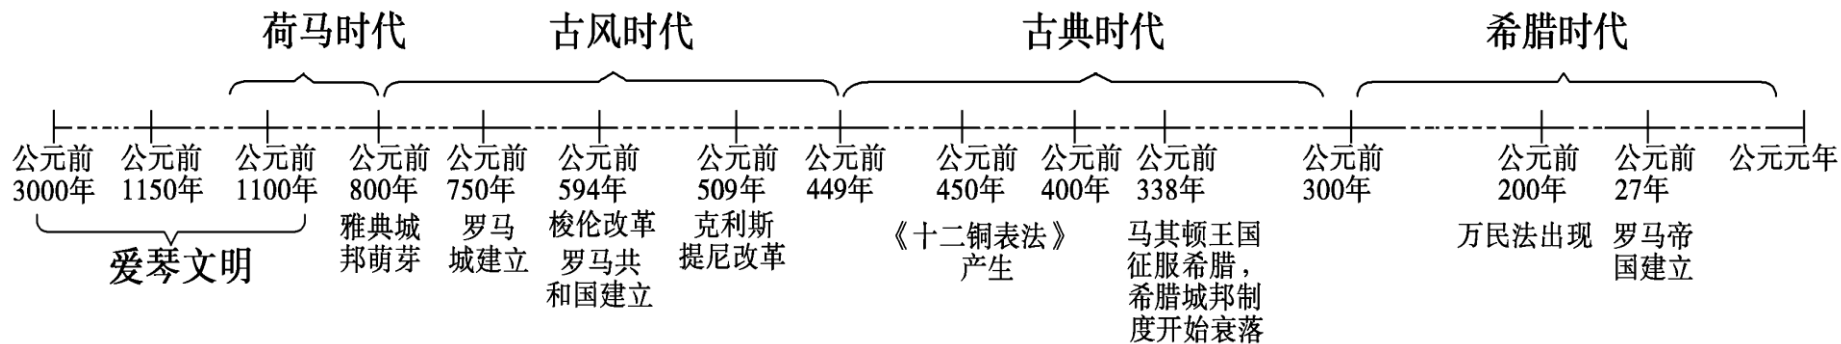 荷马时代 古风时代 古典时代 希腊时代
公元前 公元前 公元前 公元前 公元前 公元前 公元前 公元前 公元前 公元前 公元前 公元前 公元前 公元前 公元元年
3000年 1150年 1100年 800年 750年 594年 509年 449年 450年 400年 338年 300年 200年 27年
爱琴文明
雅典城
邦萌芽
罗马
城建立
梭伦改革
罗马共
和国建立
克利斯
提尼改革
《十二铜表法》
产生
马其顿王国
征服希腊，
希腊城邦制
度开始衰落
万民法出现
罗马帝
国建立